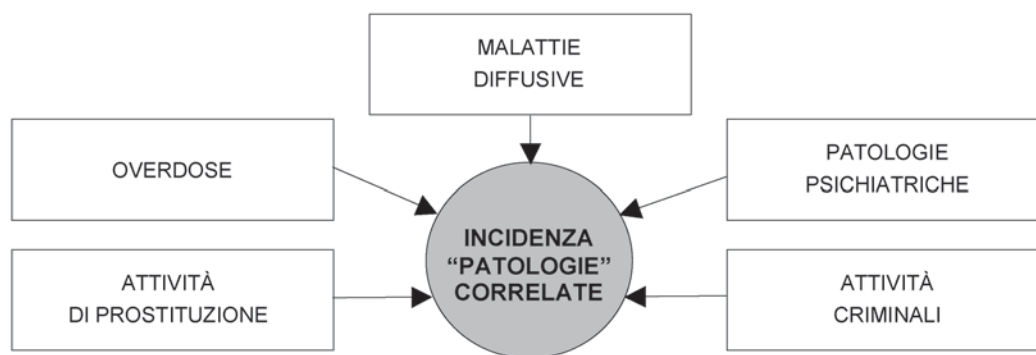 MALATTIE
DIFFUSIVE
OVERDOSE
PATOLOGIE
PSICHIATRICHE
INCIDENZA
“PATOLOGIE”
CORRELATE
ATTIVITÀ
DI PROSTITUZIONE
ATTIVITÀ
CRIMINALI